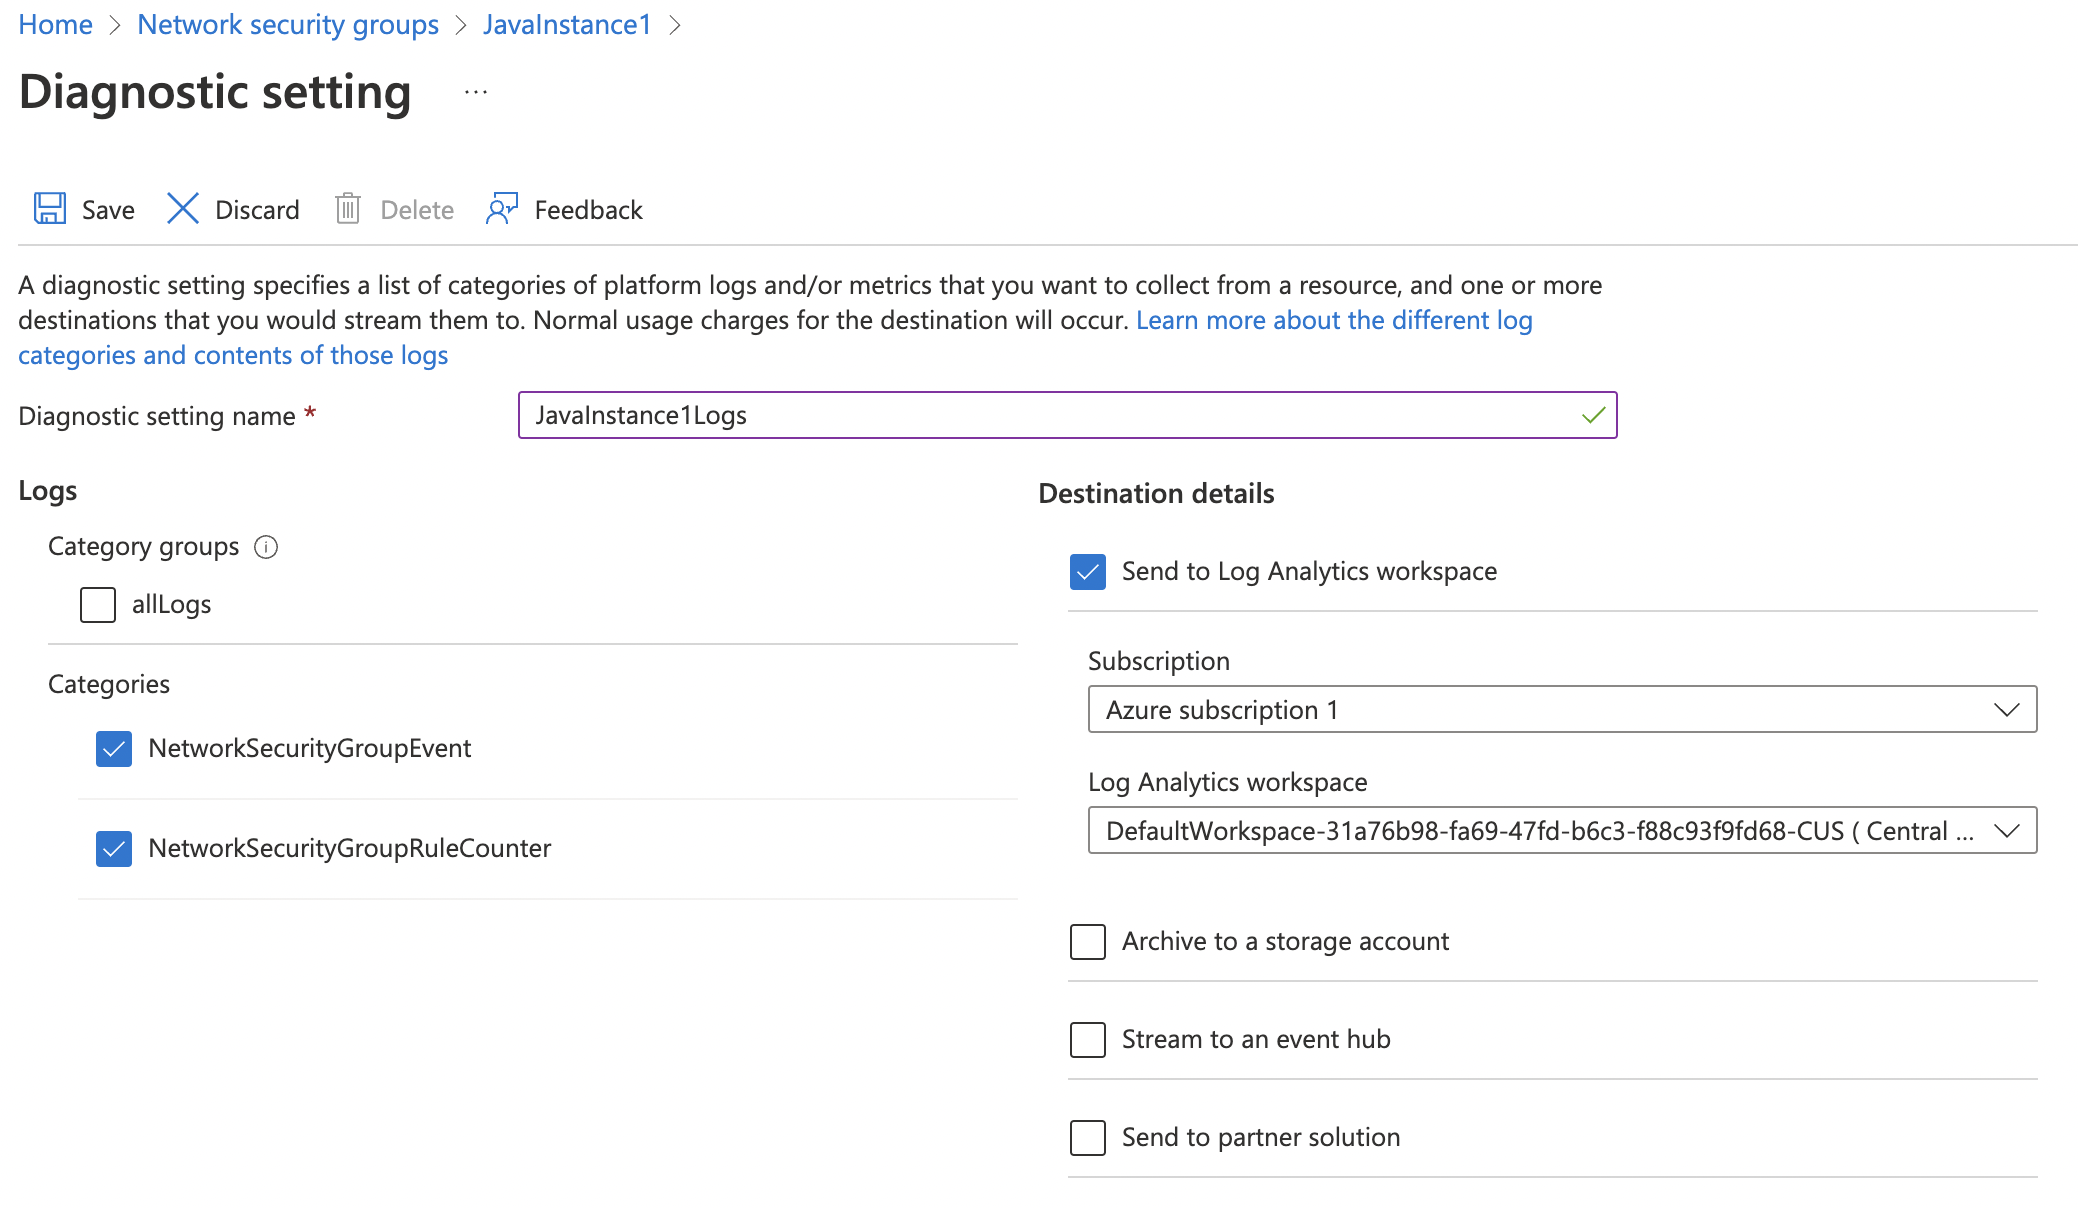 Home > Network security groups > JavaInstance1 >
Diagnostic setting ...
Save Discard Delete Feedback
A diagnostic setting specifies a list of categories of platform logs and/or metrics that you want to collect from a resource, and one or more
destinations that you would stream them to. Normal usage charges for the destination will occur. Learn more about the different log
categories and contents of those logs
Diagnostic setting name *
JavaInstance1Logs
Logs
Category groups
allLogs
Categories
NetworkSecurityGroupEvent
NetworkSecurityGroupRuleCounter
Destination details
Send to Log Analytics workspace
Subscription
Azure subscription 1
Log Analytics workspace
DefaultWorkspace-31a76b98-fa69-47fd-b6c3-f88c93f9fd68-CUS ( Central ...
Archive to a storage account
Stream to an event hub
Send to partner solution